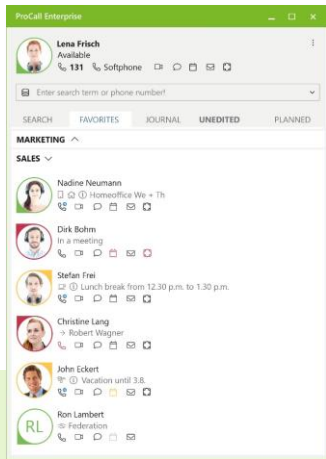 ProCall Enterprise
Lena Frisch
Available
131 Softphone
Enter search term or phone number!
SEARCH FAVORITES JOURNAL UNEDITED PLANNED
MARKETING
SALES
Nadine Neumann
Homeoffice We + Th
Dirk Bohm
In a meeting
Stefan Frei
Lunch break from 12.30 p.m. to 1.30 p.m.
Christine Lang
→ Robert Wagner
John Eckert
Vacation until 3.8.
RL
Ron Lambert
Federation